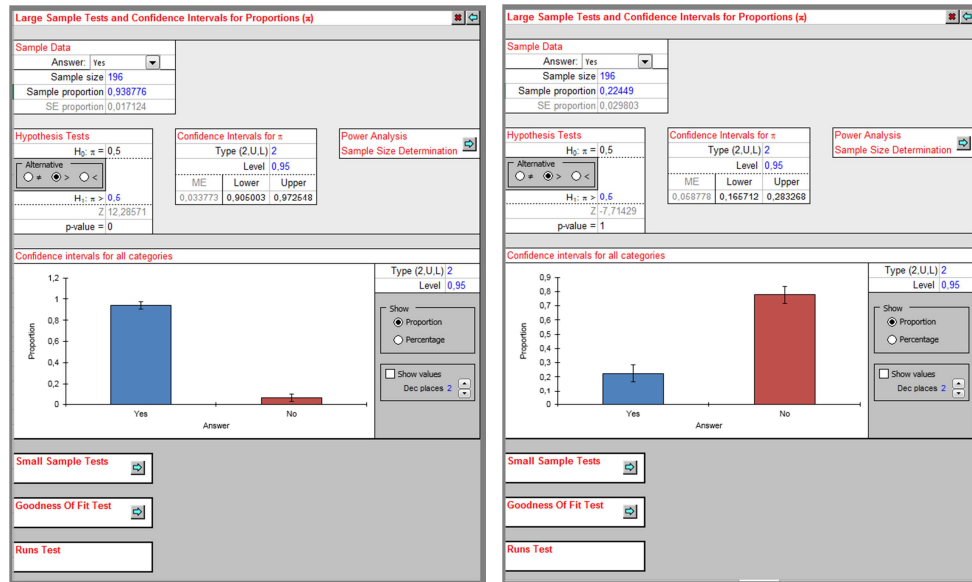 Large Sample Tests and Confidence Intervals for Proportions (π)
Sample Data
Answer: Yes
Sample size 196
Sample proportion 0,938776
SE proportion 0,017124
Hypothesis Tests
H₀: π = 0,5
Alternative
≠ > <
H₁: π > 0,5
Z 12,28571
p-value = 0
Confidence Intervals for π
Type (2,U,L) 2
Level 0,95
ME Lower Upper
0,033773 0,905003 0,972548
Power Analysis
Sample Size Determination
Confidence intervals for all categories
1,2
1
0,8
0,6
0,4
0,2
0
Proportion
Yes No
Answer
Type (2,U,L) 2
Level 0,95
Show
Proportion
Percentage
Show values
Dec places 2
Small Sample Tests
Goodness Of Fit Test
Runs Test
Large Sample Tests and Confidence Intervals for Proportions (π)
Sample Data
Answer: Yes
Sample size 196
Sample proportion 0,22449
SE proportion 0,029803
Hypothesis Tests
H₀: π = 0,5
Alternative
≠ > <
H₁: π > 0,5
Z -7,71429
p-value = 1
Confidence Intervals for π
Type (2,U,L) 2
Level 0,95
ME Lower Upper
0,058778 0,165712 0,283268
Power Analysis
Sample Size Determination
Confidence intervals for all categories
0,9
0,8
0,7
0,6
0,5
0,4
0,3
0,2
0,1
0
Proportion
Yes No
Answer
Type (2,U,L) 2
Level 0,95
Show
Proportion
Percentage
Show values
Dec places 2
Small Sample Tests
Goodness Of Fit Test
Runs Test